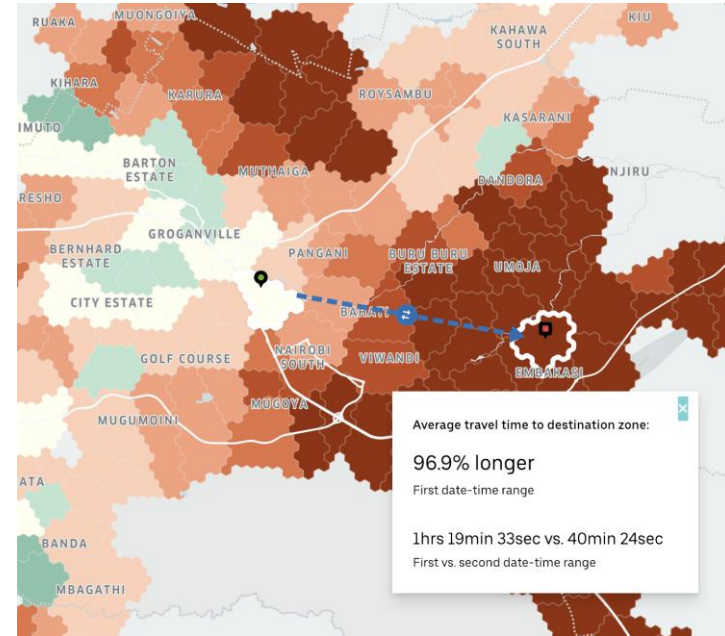 RUAKA
MUONGOIYA
KIU
KAHAWA
SOUTH
KIHARA
KARURA
ROYSAMBU
IMUTO
KASARANI
BARTON
ESTATE
MUTHAIGA
NJIRU
DANDORA
RESHO
GROGANVILLE
BERNHARD
ESTATE
PANGANI
BURU BURU
ESTATE
UMOJA
CITY ESTATE
BAHATI
NAIROBI
SOUTH
GOLF COURSE
VIWANDI
EMBAKASI
MUGOYA
MUGUMOINI
×
Average travel time to destination zone:
96.9% longer
First date-time range
1hrs 19min 33sec vs. 40min 24sec
First vs. second date-time range
ATA
BANDA
MBAGATHI